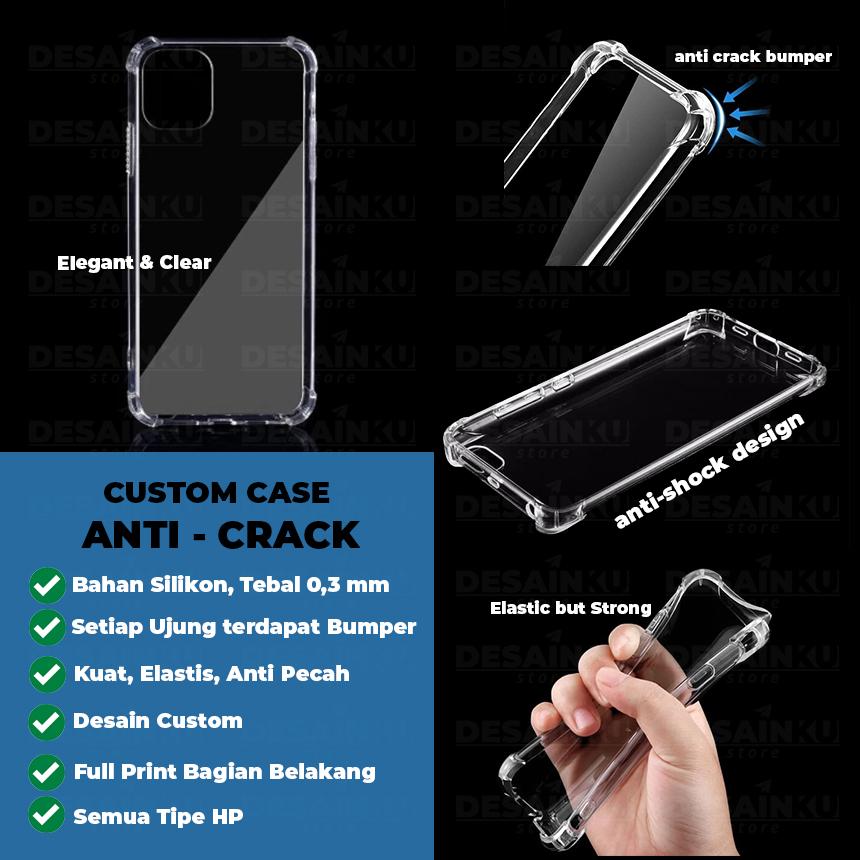 DESAINKU
store
anti crack bumper
Elegant & Clear
anti-shock design
CUSTOM CASE
ANTI - CRACK
Bahan Silikon, Tebal 0,3 mm
Setiap Ujung terdapat Bumper
Kuat, Elastis, Anti Pecah
Desain Custom
Full Print Bagian Belakang
Semua Tipe HP
Elastic but Strong